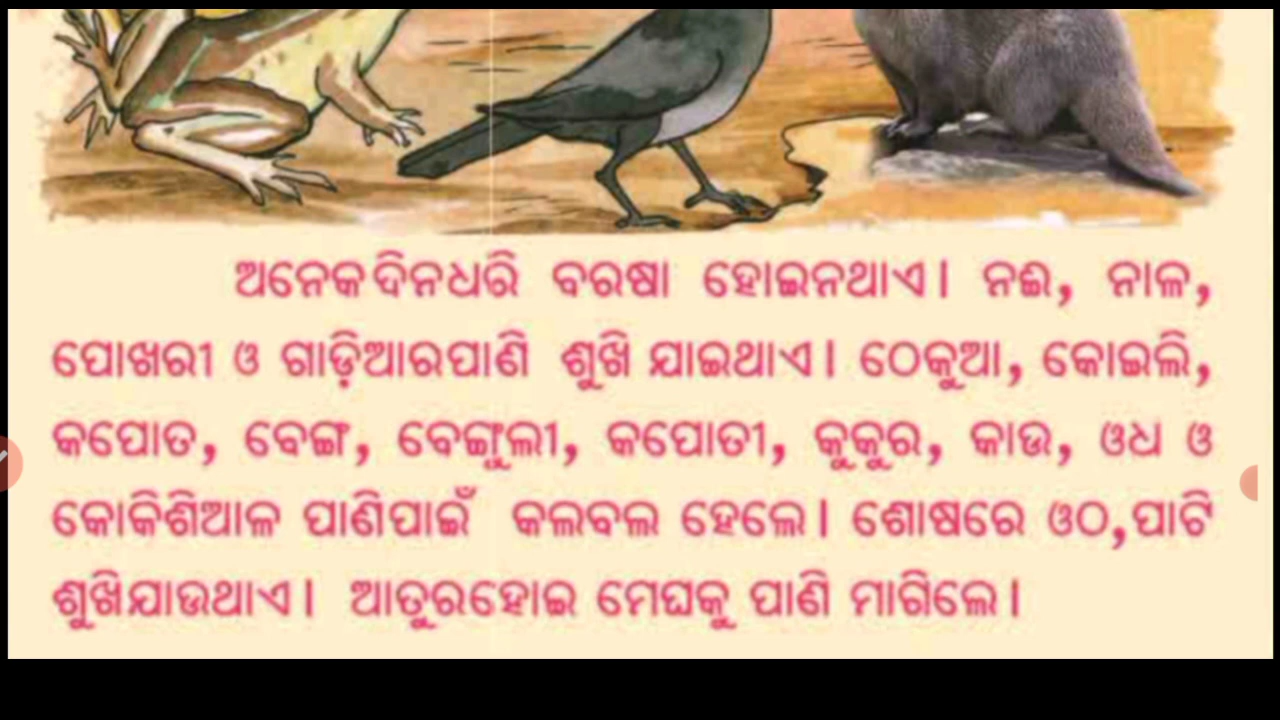 ଅନେକ ଦିନଧରି ବରଷା ହୋଇନଥାଏ। ନଈ, ନାଳ,
ପୋଖରୀ ଓ ଗାଡ଼ିଆରପାଣି ଶୁଖି ଯାଇଥାଏ। ଠେକୁଆ, କୋଇଲି,
କପୋତ, ବେଙ୍ଗ, ବେଙ୍ଗୁଲୀ, କପୋତୀ, କୁକୁର, କାଉ, ଓଧ ଓ
କୋକିଶିଆଳ ପାଣିପାଇଁ କଲବଲ ହେଲେ। ଶୋଷରେ ଓଠ,ପାଟି
ଶୁଖିଯାଉଥାଏ। ଆତୁରହୋଇ ମେଘକୁ ପାଣି ମାଗିଲେ।